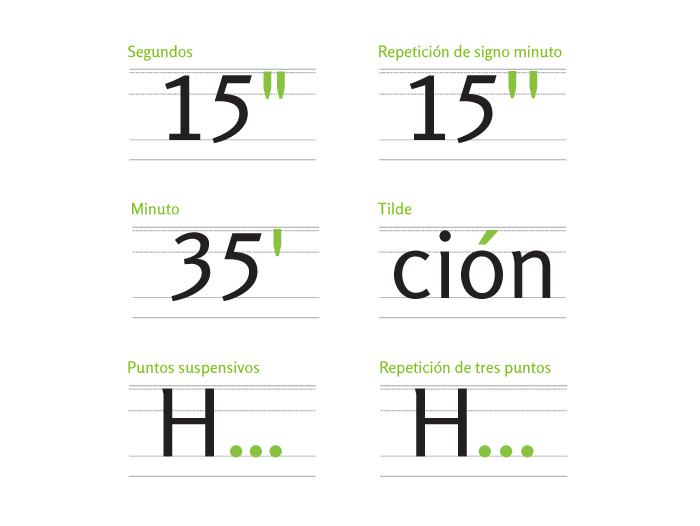 Segundos
15"
Repetición de signo minuto
15''
Minuto
35'
Tilde
ción
Puntos suspensivos
H…
Repetición de tres puntos
H...